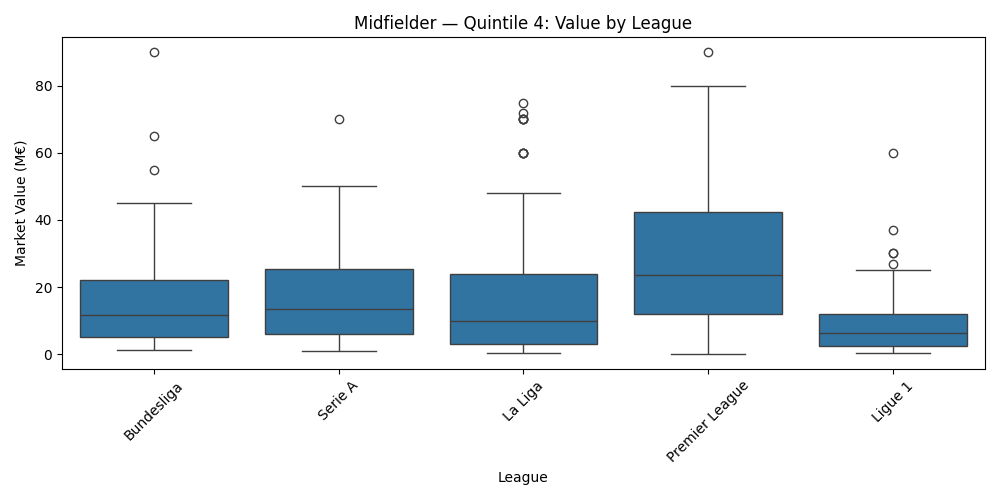 Midfielder — Quintile 4: Value by League
Market Value (M€)
80
60
40
20
0
Bundesliga
Serie A
La Liga
Premier League
Ligue 1
League